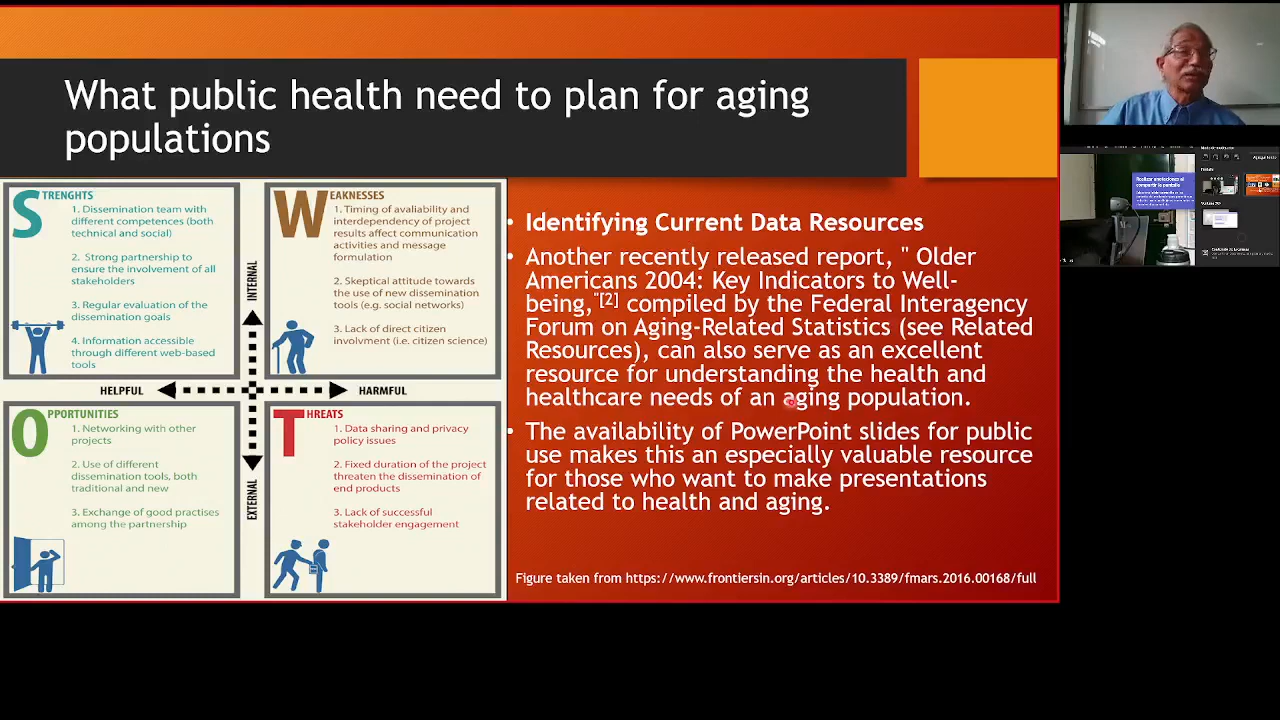 What public health need to plan for aging
populations
STRENGHTS
1. Dissemination team with
different competences (both
technical and social)
2. Strong partnership to
ensure the involvement of all
stakeholders
3. Regular evaluation of the
dissemination goals
4. Information accessible
through different web-based
tools
WEAKNESSES
1. Timing of avaliability and
interdependency of project
results affect communication
activities and message
formulation
2. Skeptical attitude towards
the use of new dissemination
tools (e.g. social networks)
3. Lack of direct citizen
involvment (i.e. citizen science)
INTERNAL
HELPFUL
HARMFUL
EXTERNAL
OPPORTUNITIES
1. Networking with other
projects
2. Use of different
dissemination tools, both
traditional and new
3. Exchange of good practises
among the partnership
THREATS
1. Data sharing and privacy
policy issues
2. Fixed duration of the project
threaten the dissemination of
end products
3. Lack of successful
stakeholder engagement
• Identifying Current Data Resources
• Another recently released report, " Older
Americans 2004: Key Indicators to Well-
being,"[2] compiled by the Federal Interagency
Forum on Aging-Related Statistics (see Related
Resources), can also serve as an excellent
resource for understanding the health and
healthcare needs of an aging population.
• The availability of PowerPoint slides for public
use makes this an especially valuable resource
for those who want to make presentations
related to health and aging.
Figure taken from https://www.frontiersin.org/articles/10.3389/fmars.2016.00168/full
Realizar anotaciones al
compartir la pantalla